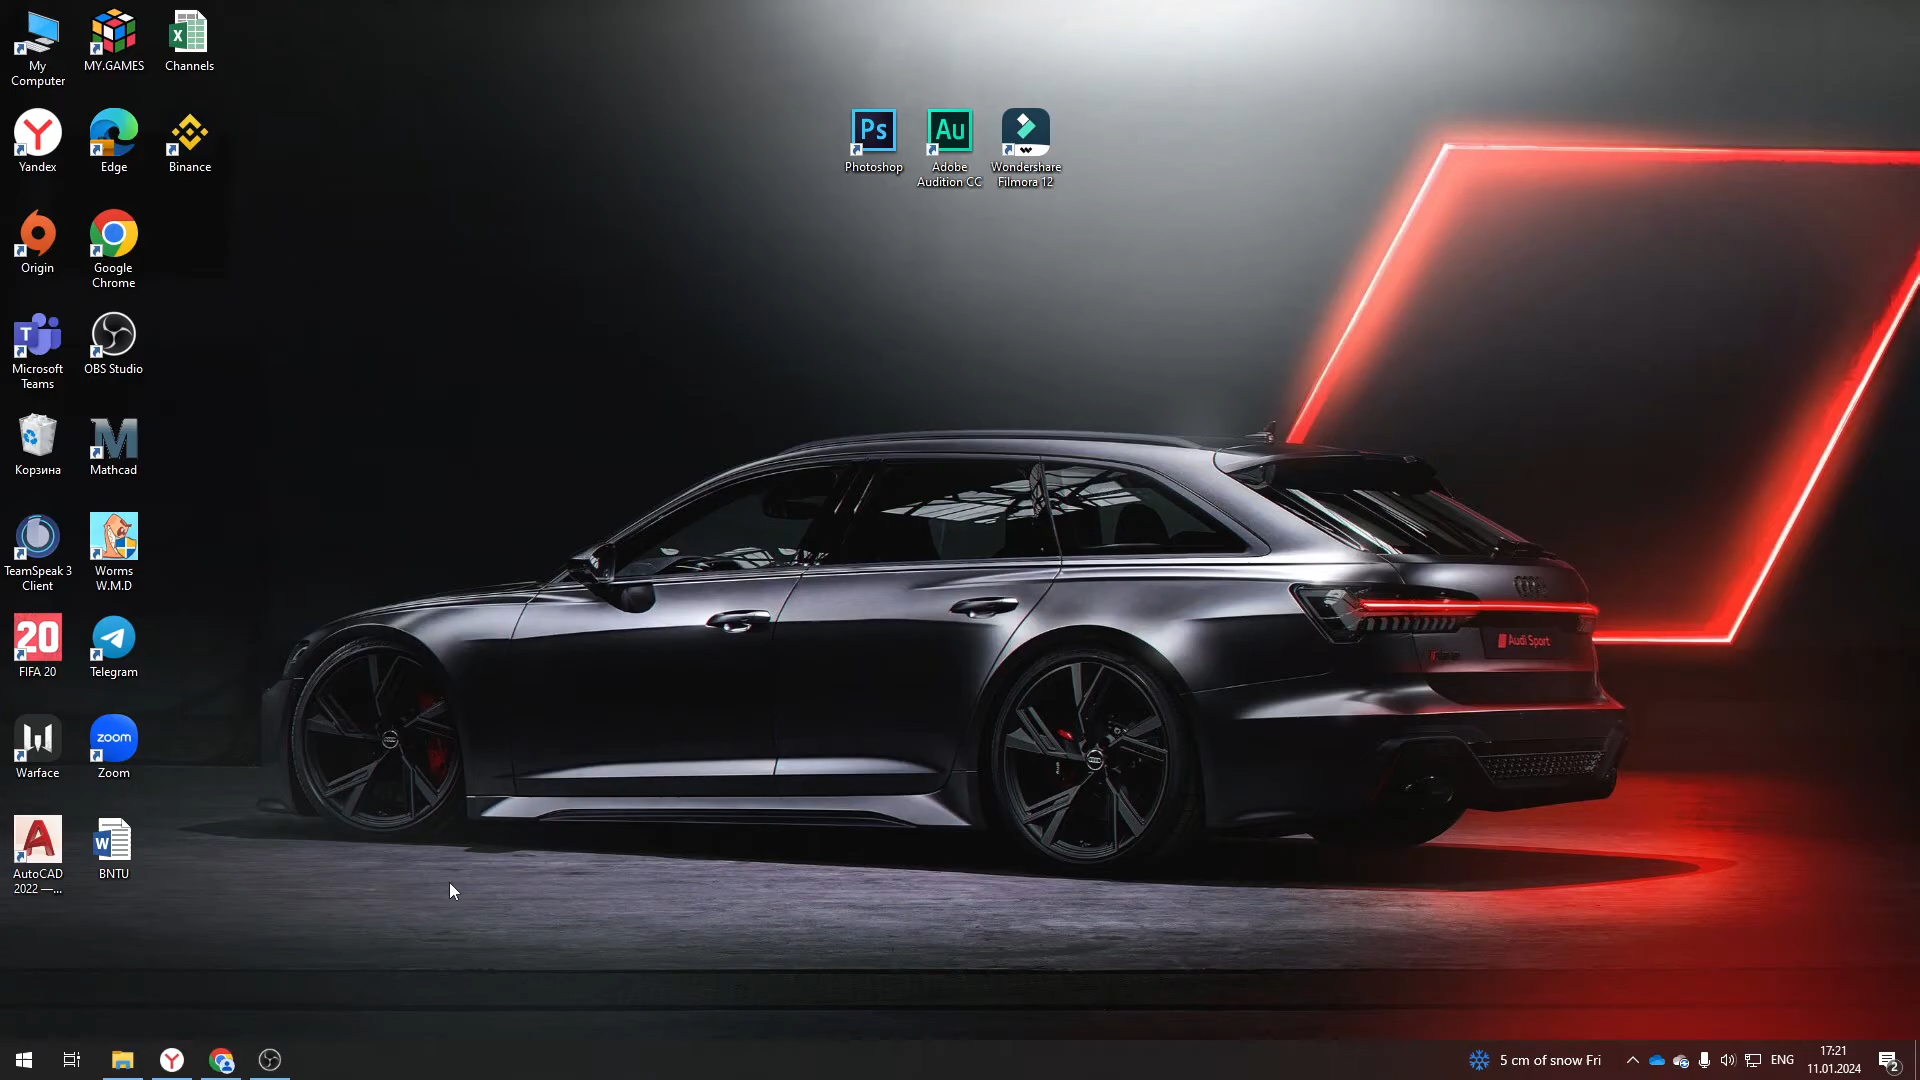 My
Computer
MY.GAMES
Channels
Yandex
Edge
Binance
Ps
Photoshop
Au
Adobe
Audition CC
Wondershare
Filmora 12
Origin
Google
Chrome
T
Microsoft
Teams
OBS Studio
Корзина
Mathcad
TeamSpeak 3
Client
Worms
W.M.D
20
FIFA 20
Telegram
Warface
zoom
Zoom
AutoCAD
2022 —...
W
BNTU
Audi Sport
5 cm of snow Fri
ENG
17:21
11.01.2024
2